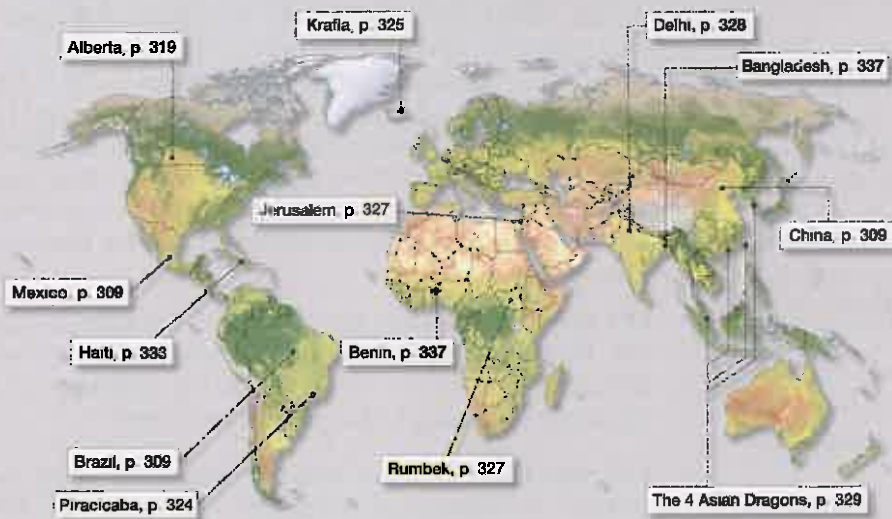 Krafla, p 325
Delhi, p 328
Alberta, p 319
Bangladesh, p 337
Jerusalem, p 327
China, p 309
Mexico p 309
Haiti, p 333
Benin, p 337
Brazil, p 309
Rumbek, p 327
Piracicaba, p 324
The 4 Asian Dragons, p 329